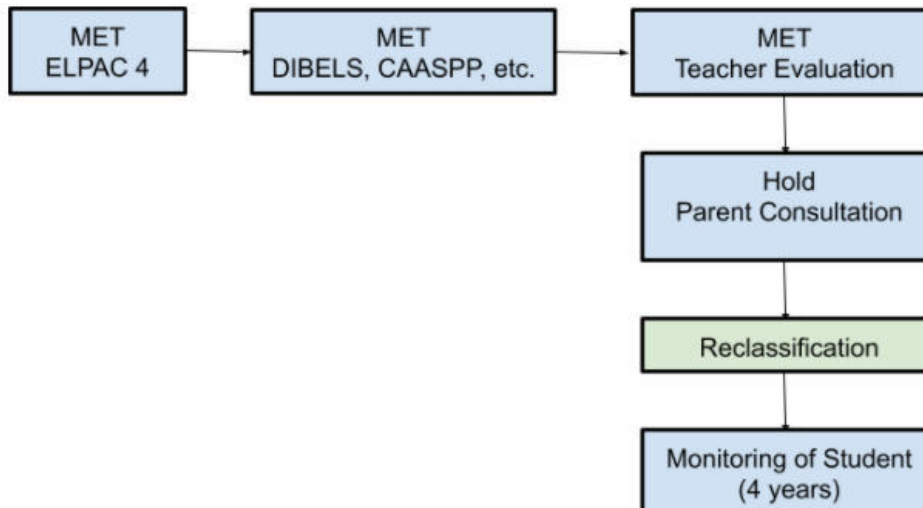 MET
ELPAC 4
MET
DIBELS, CAASPP, etc.
MET
Teacher Evaluation
Hold
Parent Consultation
Reclassification
Monitoring of Student
(4 years)